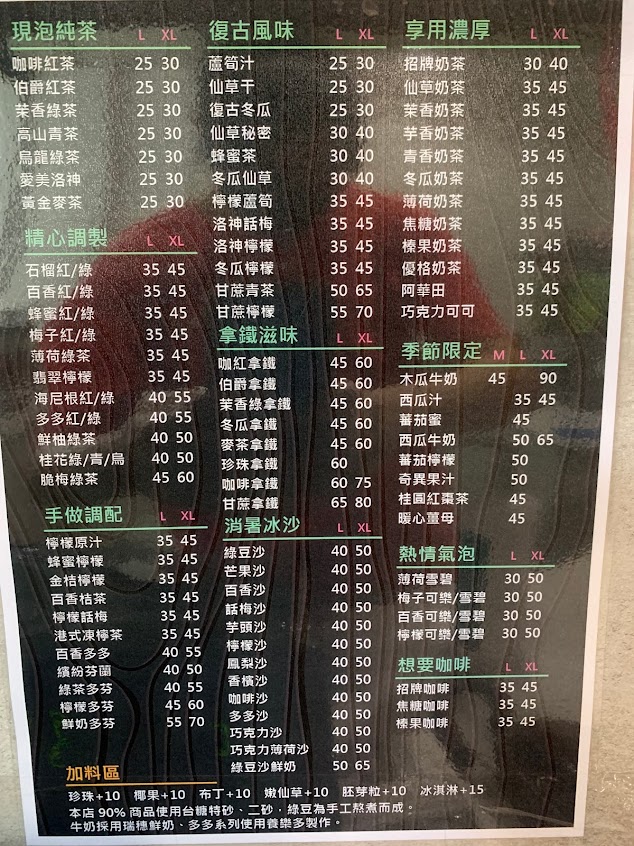 現泡純茶 L XL
咖啡紅茶 25 30
伯爵紅茶 25 30
茉香綠茶 25 30
高山青茶 25 30
烏龍綠茶 25 30
愛美洛神 25 30
黃金麥茶 25 30
精心調製 L XL
石榴紅/綠 35 45
百香紅/綠 35 45
蜂蜜紅/綠 35 45
梅子紅/綠 35 45
薄荷綠茶 35 45
翡翠檸檬 35 45
海尼根紅/綠 40 55
多多紅/綠 40 55
鮮柚綠茶 40 50
桂花綠/青/烏 40 50
脆梅綠茶 45 60
手做調配 L XL
檸檬原汁 35 45
蜂蜜檸檬 35 45
金桔檸檬 35 45
百香桔茶 35 45
檸檬話梅 35 45
港式凍檸茶 35 45
百香多多 40 55
繽紛芬蘭 40 50
綠茶多芬 40 55
檸檬多芬 45 60
鮮奶多芬 55 70
復古風味 L XL
蘆筍汁 25 30
仙草干 25 30
復古冬瓜 25 30
仙草秘密 30 40
蜂蜜茶 30 40
冬瓜仙草 30 40
檸檬蘆筍 35 45
洛神話梅 35 45
洛神檸檬 35 45
冬瓜檸檬 35 45
甘蔗青茶 50 65
甘蔗檸檬 55 70
拿鐵滋味 L XL
咖紅拿鐵 45 60
伯爵拿鐵 45 60
茉香綠拿鐵 45 60
冬瓜拿鐵 45 60
麥茶拿鐵 45 60
珍珠拿鐵 60
咖啡拿鐵 60 75
甘蔗拿鐵 65 80
消暑冰沙 L XL
綠豆沙 40 50
芒果沙 40 50
百香沙 40 50
話梅沙 40 50
芋頭沙 40 50
檸檬沙 40 50
鳳梨沙 40 50
香檳沙 40 50
咖啡沙 40 50
多多沙 40 50
巧克力沙 40 50
巧克力薄荷沙 40 50
綠豆沙鮮奶 50 65
享用濃厚 L XL
招牌奶茶 30 40
仙草奶茶 35 45
茉香奶茶 35 45
芋香奶茶 35 45
青香奶茶 35 45
冬瓜奶茶 35 45
薄荷奶茶 35 45
焦糖奶茶 35 45
榛果奶茶 35 45
優格奶茶 35 45
阿華田 35 45
巧克力可可 35 45
季節限定 M L XL
木瓜牛奶 45 90
西瓜汁 35 45
蕃茄蜜 45
西瓜牛奶 50 65
蕃茄檸檬 50
奇異果汁 50
桂圓紅棗茶 45
暖心薑母 45
熱情氣泡 L XL
薄荷雪碧 30 50
梅子可樂/雪碧 30 50
百香可樂/雪碧 30 50
檸檬可樂/雪碧 30 50
想要咖啡 L XL
招牌咖啡 35 45
焦糖咖啡 35 45
榛果咖啡 35 45
加料區
珍珠+10 椰果+10 布丁+10 嫩仙草+10 胚芽粒+10 冰淇淋+15
本店 90% 商品使用台糖特砂、二砂，綠豆為手工熬煮而成。
牛奶採用瑞穗鮮奶、多多系列使用養樂多製作。